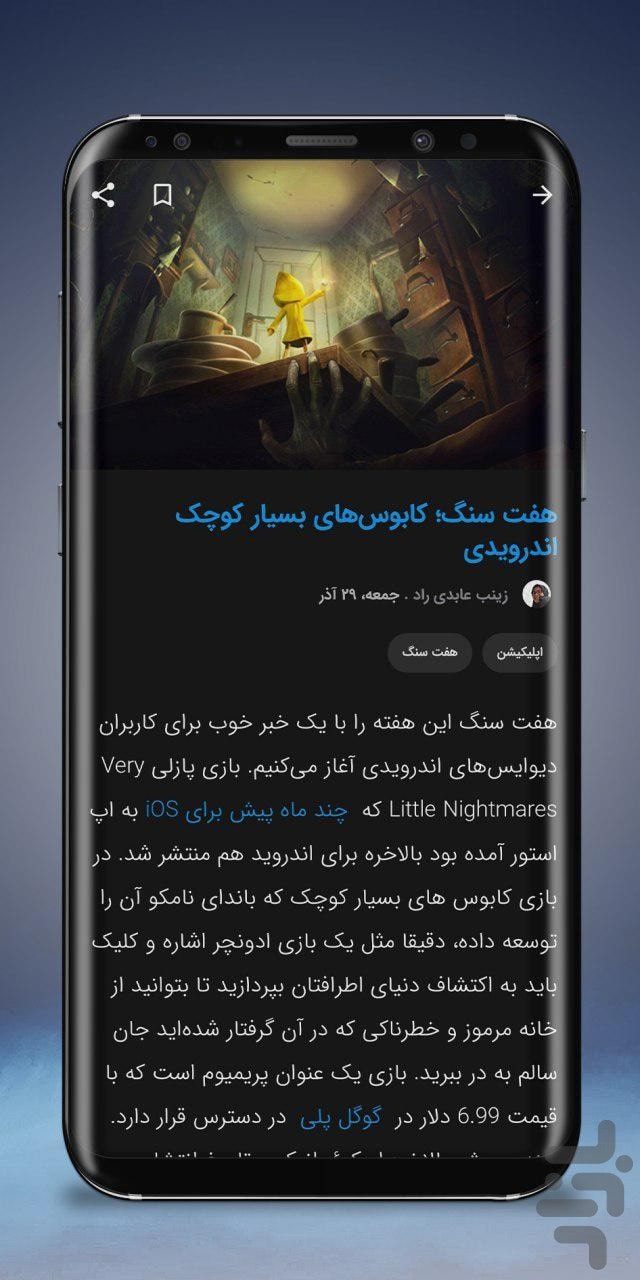 هفت سنگ؛ کابوس‌های بسیار کوچک
اندرویدی
زینب عابدی راد . جمعه، ۲۹ آذر
اپلیکیشن
هفت سنگ
هفت سنگ این هفته را با یک خبر خوب برای کاربران
دیوایس‌های اندرویدی آغاز می‌کنیم. بازی پازلی Very
Little Nightmares که چند ماه پیش برای iOS به اپ
استور آمده بود بالاخره برای اندروید هم منتشر شد. در
بازی کابوس های بسیار کوچک که باندای نامکو آن را
توسعه داده، دقیقا مثل یک بازی ادونچر اشاره و کلیک
باید به اکتشاف دنیای اطرافتان بپردازید تا بتوانید از
خانه مرموز و خطرناکی که در آن گرفتار شده‌اید جان
سالم به در ببرید. بازی یک عنوان پریمیوم است که با
قیمت 6.99 دلار در گوگل پلی در دسترس قرار دارد.